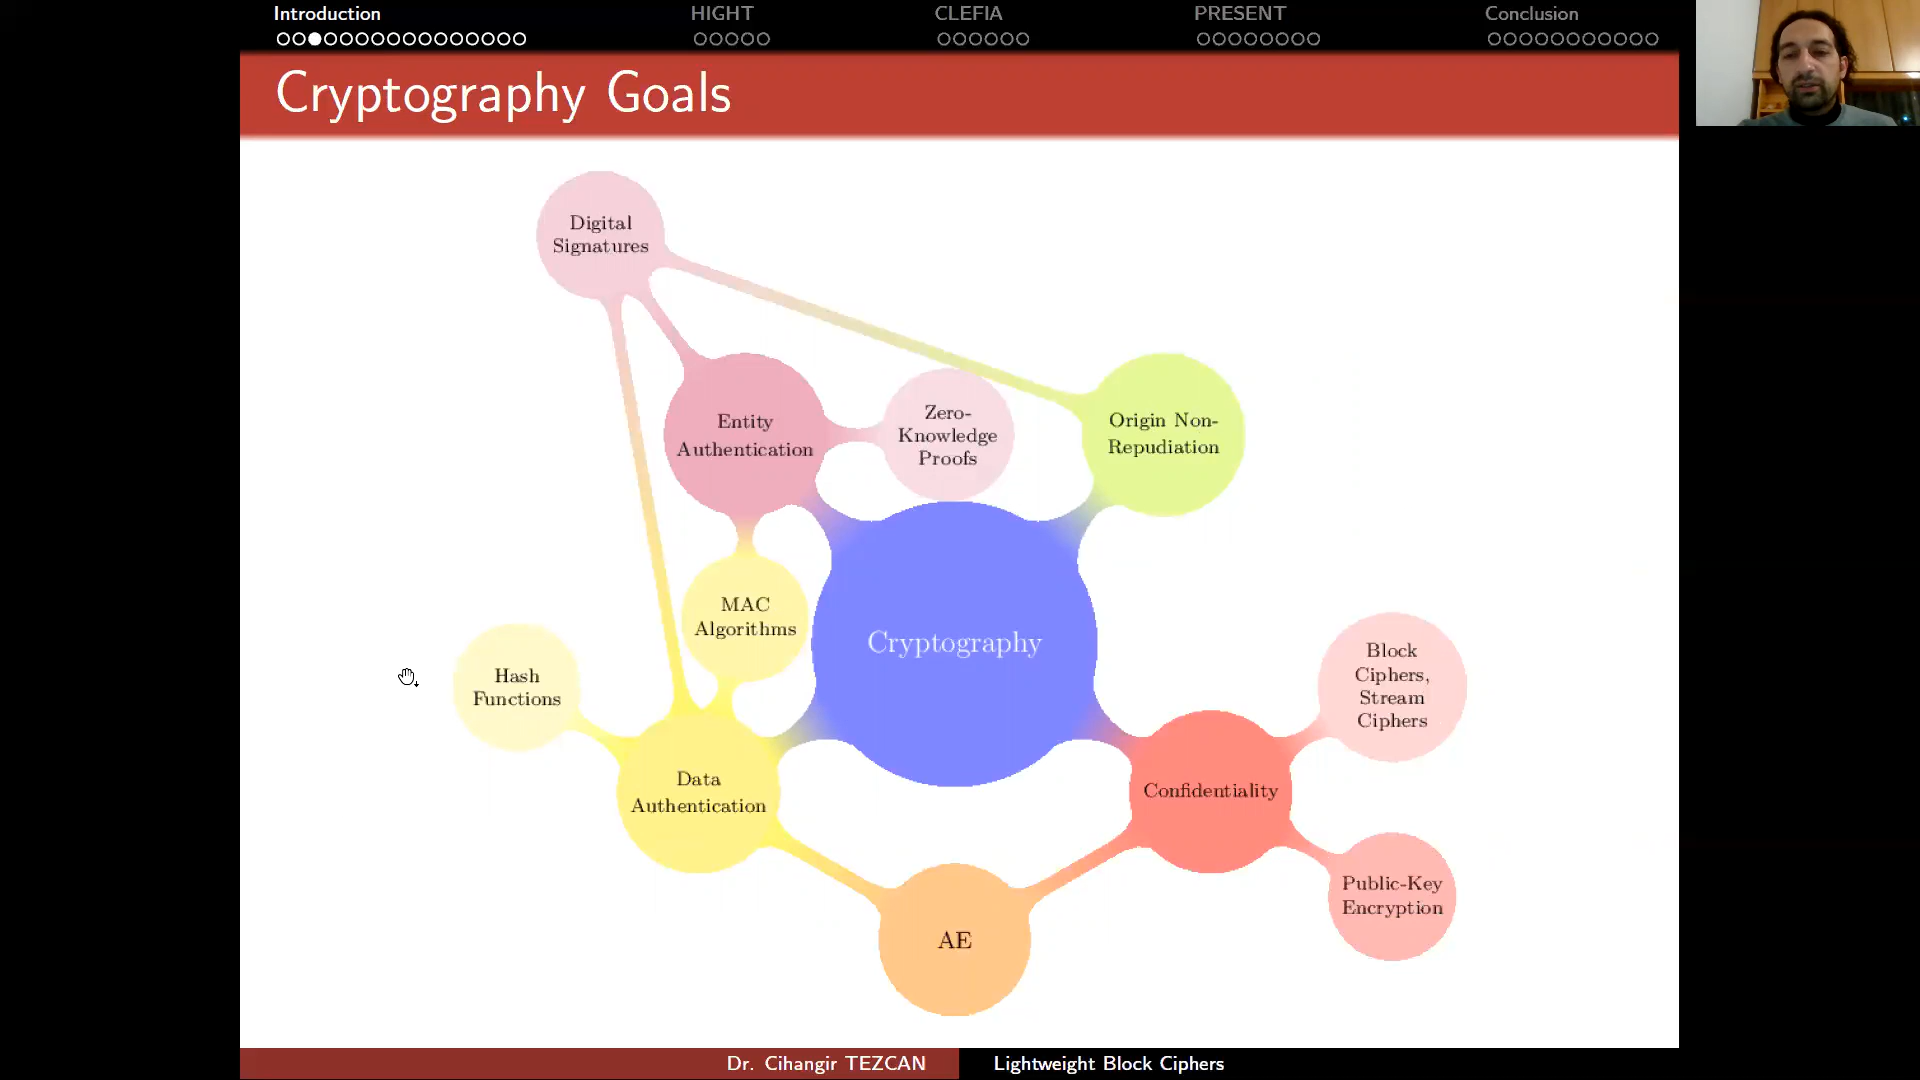 Introduction
HIGHT
CLEFIA
PRESENT
Conclusion
Cryptography Goals
Digital
Signatures
Entity
Authentication
Zero-
Knowledge
Proofs
Origin Non-
Repudiation
MAC
Algorithms
Cryptography
Hash
Functions
Block
Ciphers,
Stream
Ciphers
Data
Authentication
Confidentiality
Public-Key
Encryption
AE
Dr. Cihangir TEZCAN
Lightweight Block Ciphers